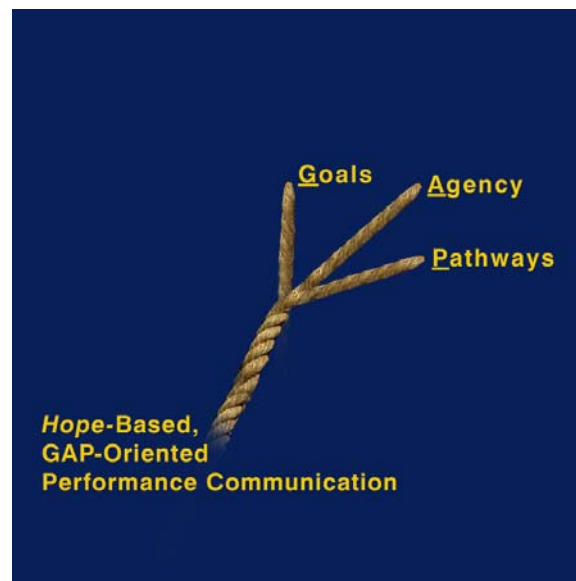 Goals
Agency
Pathways
Hope-Based,
GAP-Oriented
Performance Communication